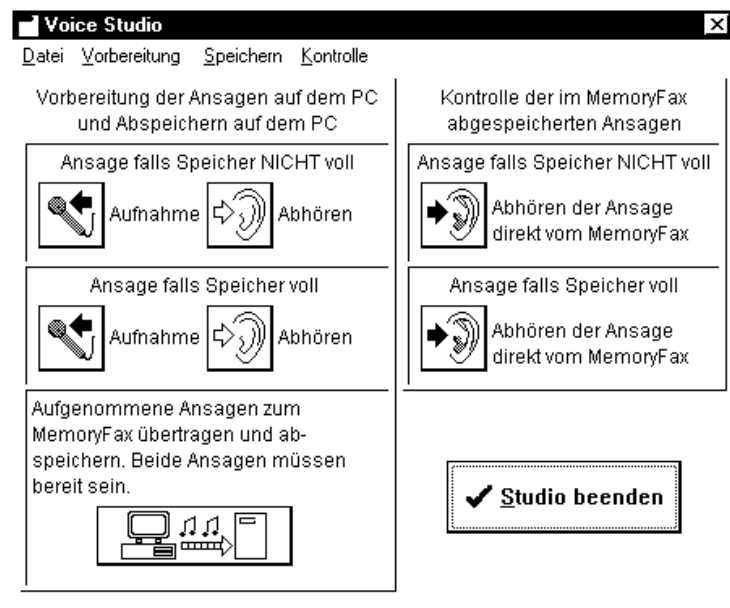 Voice Studio
Datei Vorbereitung Speichern Kontrolle
Vorbereitung der Ansagen auf dem PC
und Abspeichern auf dem PC
Ansage falls Speicher NICHT voll
Aufnahme Abhören
Ansage falls Speicher voll
Aufnahme Abhören
Aufgenommene Ansagen zum
MemoryFax übertragen und ab-
speichern. Beide Ansagen müssen
bereit sein.
Kontrolle der im MemoryFax
abgespeicherten Ansagen
Ansage falls Speicher NICHT voll
Abhören der Ansage
direkt vom MemoryFax
Ansage falls Speicher voll
Abhören der Ansage
direkt vom MemoryFax
Studio beenden